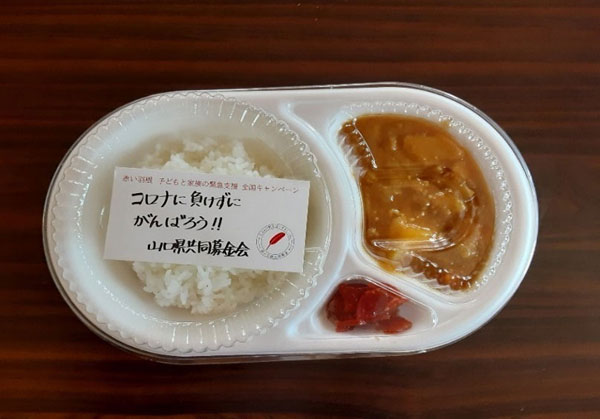 赤い羽根 子どもと家族の緊急支援 全国キャンペーン
コロナに負けずに
がんばろう!!
山口県共同募金会